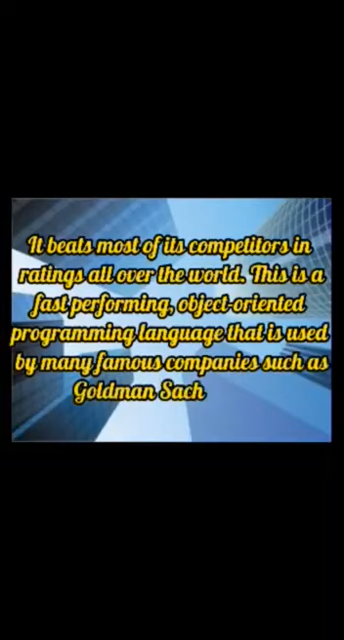 It beats most of its competitors in
ratings all over the world. This is a
fast performing, object-oriented
programming language that is used
by many famous companies such as
Goldman Sach